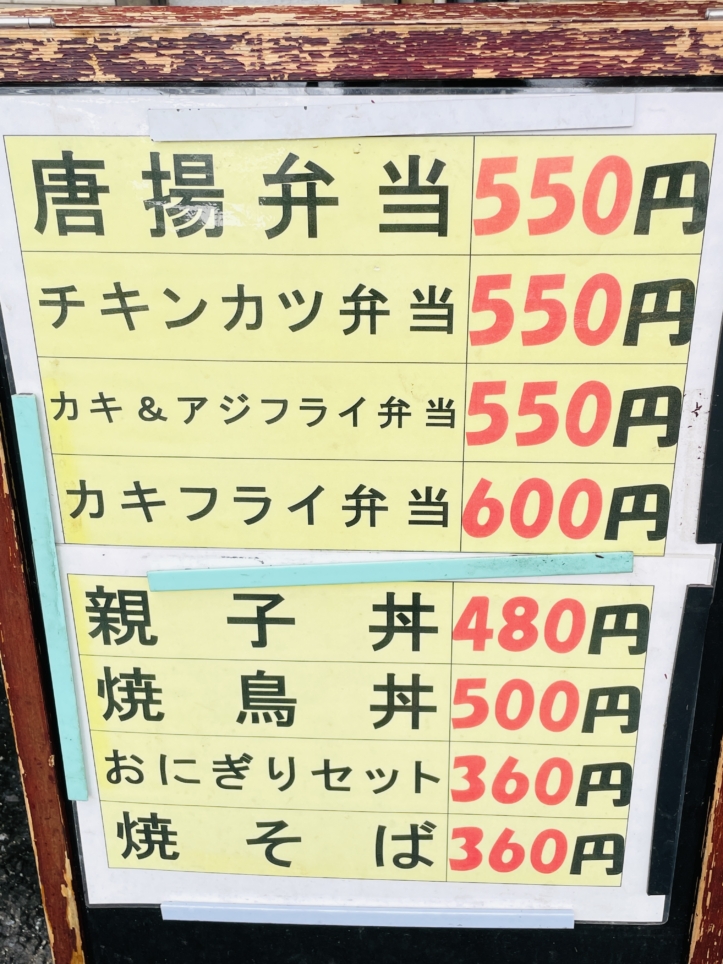 唐揚弁当 550円
チキンカツ弁当 550円
カキ&アジフライ弁当 550円
カキフライ弁当 600円
親子丼 480円
焼鳥丼 500円
おにぎりセット 360円
焼そば 360円